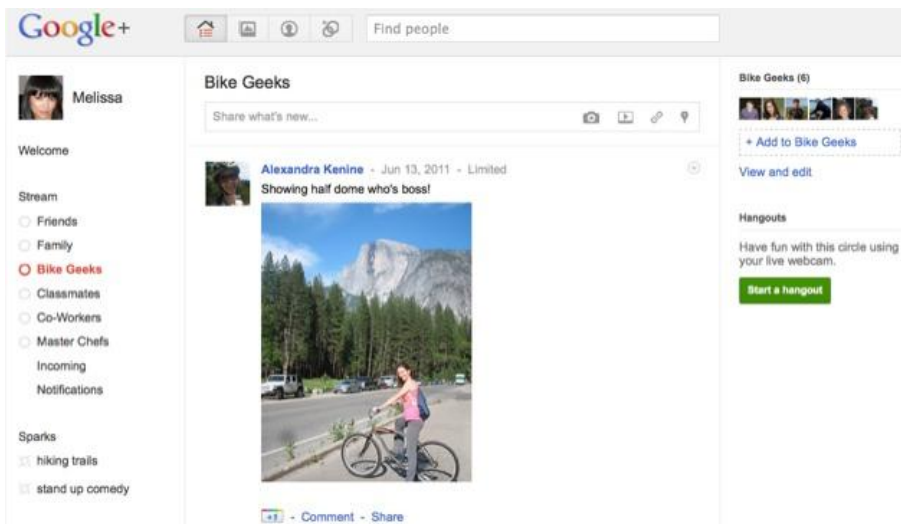 Google+
Find people
Melissa
Welcome
Stream
Friends
Family
Bike Geeks
Classmates
Co-Workers
Master Chefs
Incoming
Notifications
Sparks
hiking trails
stand up comedy
Bike Geeks
Share what's new...
Alexandra Kenine - Jun 13, 2011 - Limited
Showing half dome who's boss!
+1 - Comment - Share
Bike Geeks (6)
+ Add to Bike Geeks
View and edit
Hangouts
Have fun with this circle using
your live webcam.
Start a hangout